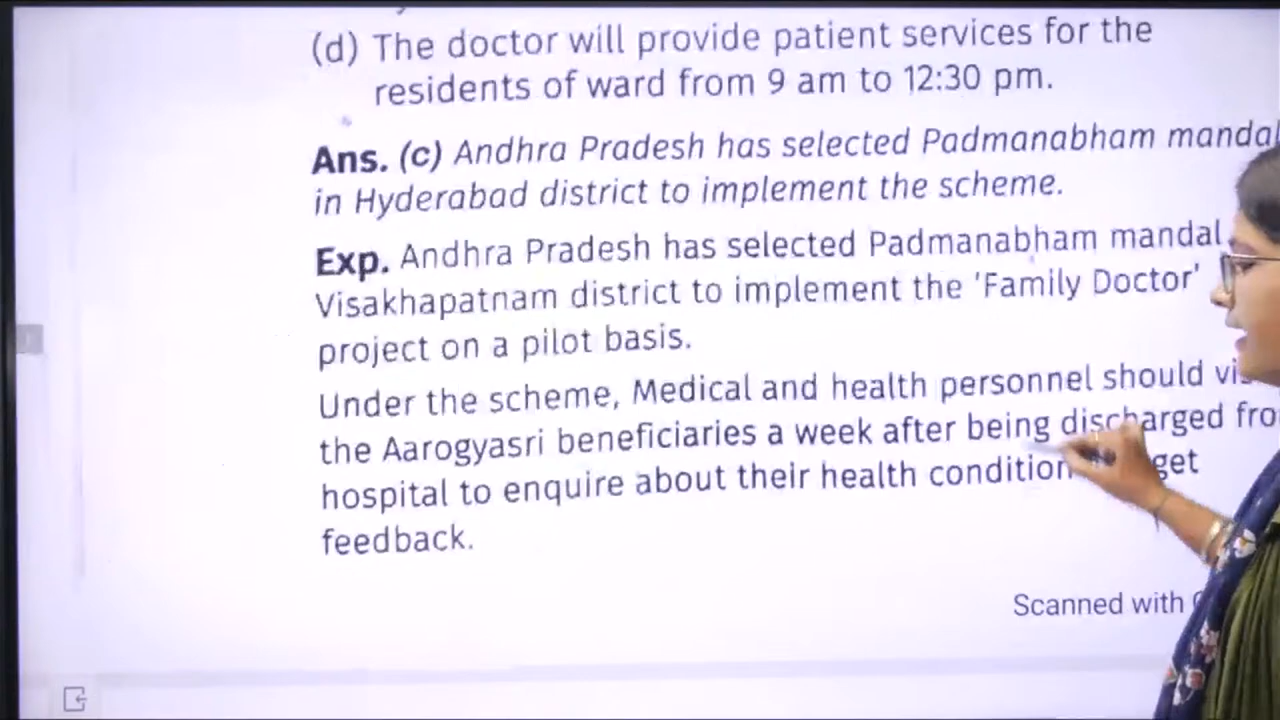 (d) The doctor will provide patient services for the
residents of ward from 9 am to 12:30 pm.
Ans. (c) Andhra Pradesh has selected Padmanabham mandal
in Hyderabad district to implement the scheme.
Exp. Andhra Pradesh has selected Padmanabham mandal
Visakhapatnam district to implement the 'Family Doctor'
project on a pilot basis.
Under the scheme, Medical and health personnel should
the Aarogyasri beneficiaries a week after being discharged
hospital to enquire about their health condition get
feedback.
Scanned with